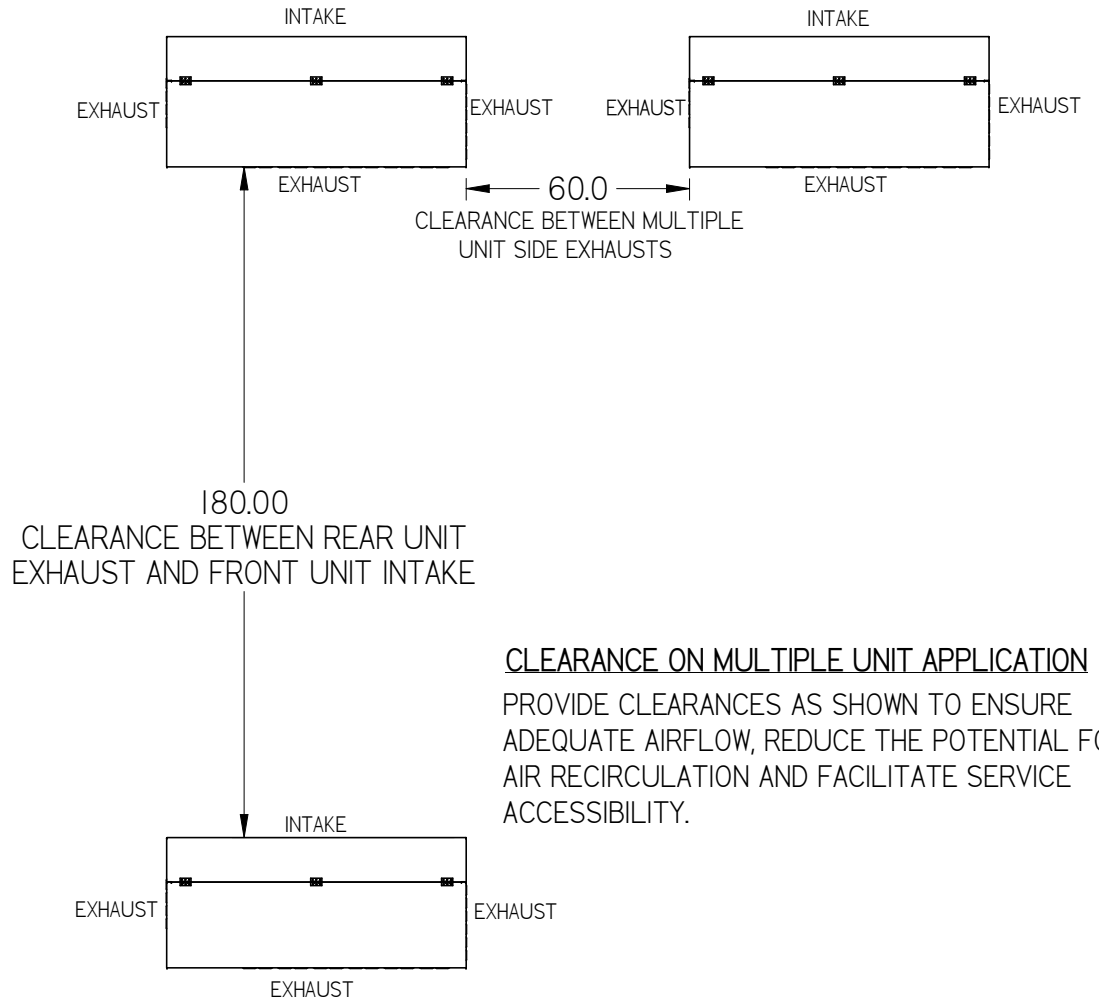 INTAKE
INTAKE
EXHAUST
EXHAUST
EXHAUST
EXHAUST
EXHAUST
EXHAUST
60.0
CLEARANCE BETWEEN MULTIPLE
UNIT SIDE EXHAUSTS
180.00
CLEARANCE BETWEEN REAR UNIT
EXHAUST AND FRONT UNIT INTAKE
CLEARANCE ON MULTIPLE UNIT APPLICATION
PROVIDE CLEARANCES AS SHOWN TO ENSURE
ADEQUATE AIRFLOW, REDUCE THE POTENTIAL FO
AIR RECIRCULATION AND FACILITATE SERVICE
ACCESSIBILITY.
INTAKE
EXHAUST
EXHAUST
EXHAUST